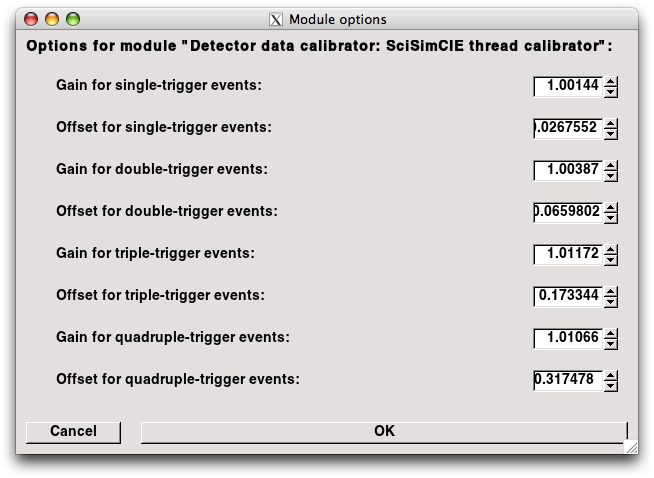 Module options
Options for module "Detector data calibrator: SciSimCIE thread calibrator":
Gain for single-trigger events: 1.00144
Offset for single-trigger events: 0.0267552
Gain for double-trigger events: 1.00387
Offset for double-trigger events: 0.0659802
Gain for triple-trigger events: 1.01172
Offset for triple-trigger events: 0.173344
Gain for quadruple-trigger events: 1.01066
Offset for quadruple-trigger events: 0.317478
Cancel OK